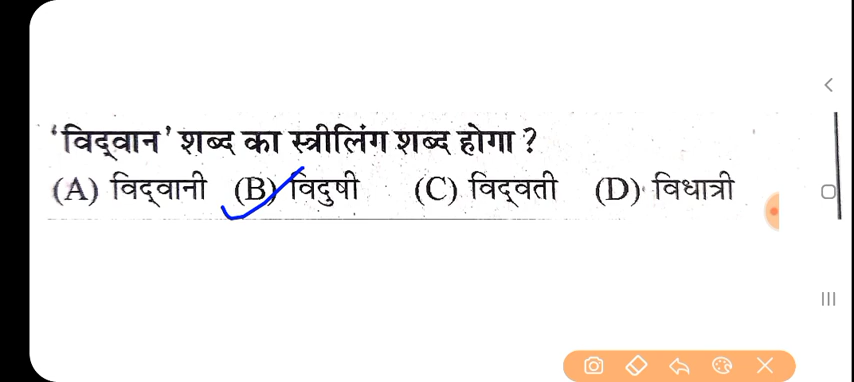 'विद्‌वान' शब्द का स्त्रीलिंग शब्द होगा ?
(A) विद्‌वानी (B) विदुषी (C) विद्‌वती (D) विधात्री